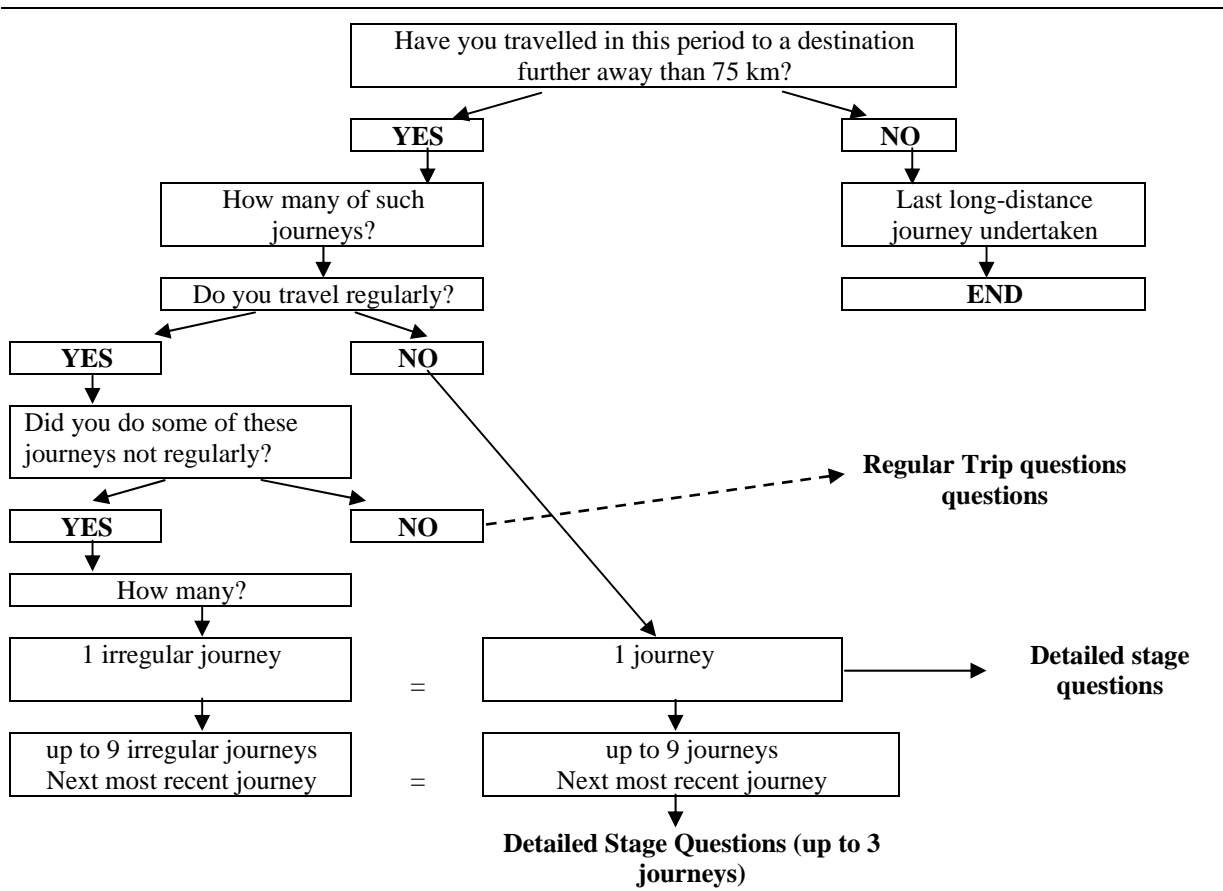 Have you travelled in this period to a destination
further away than 75 km?
YES
NO
How many of such
journeys?
Last long-distance
journey undertaken
Do you travel regularly?
END
YES
NO
Did you do some of these
journeys not regularly?
Regular Trip questions
questions
YES
NO
How many?
1 irregular journey
=
1 journey
Detailed stage
questions
up to 9 irregular journeys
Next most recent journey
=
up to 9 journeys
Next most recent journey
Detailed Stage Questions (up to 3
journeys)